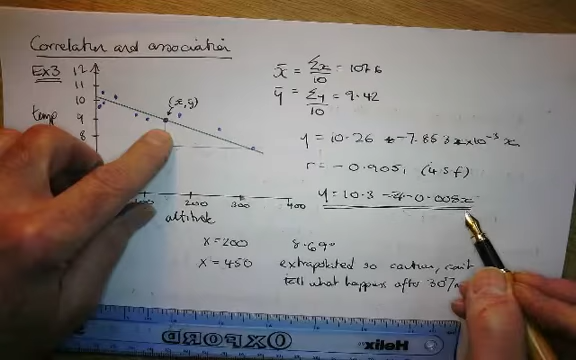 Correlation and association
Ex3
12
11
10
9
8
temp
(x̄, ȳ)
200
300
400
altitude
x̄ = Σx/10 = 107.6
ȳ = Σy/10 = 9.42
y = 10.26 - 7.853 × 10⁻³ x
r = -0.905, (4 s f)
y = 10.3 - 0.008x
x = 200 8.69°
x = 450 extrapolated so caution, can't
tell what happens after
OXFORD
Helix